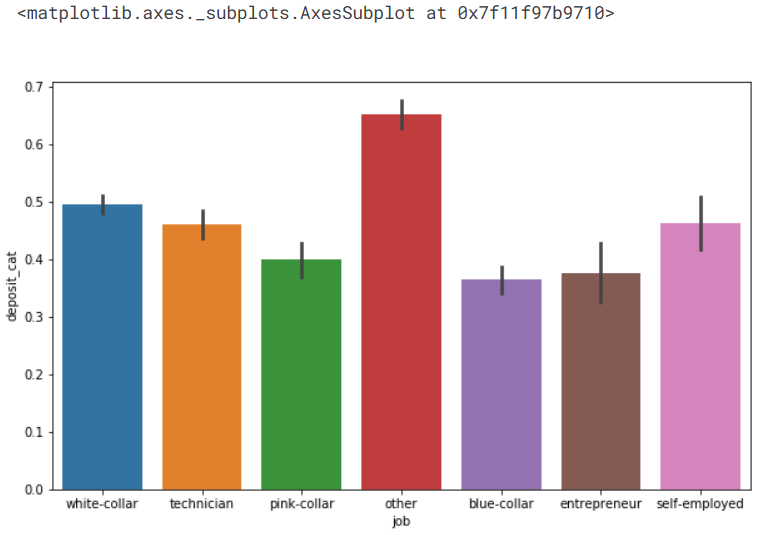 <matplotlib.axes._subplots.AxesSubplot at 0x7f11f97b9710>
0.7
0.6
0.5
0.4
0.3
0.2
0.1
0.0
deposit_cat
white-collar technician pink-collar other blue-collar entrepreneur self-employed
job